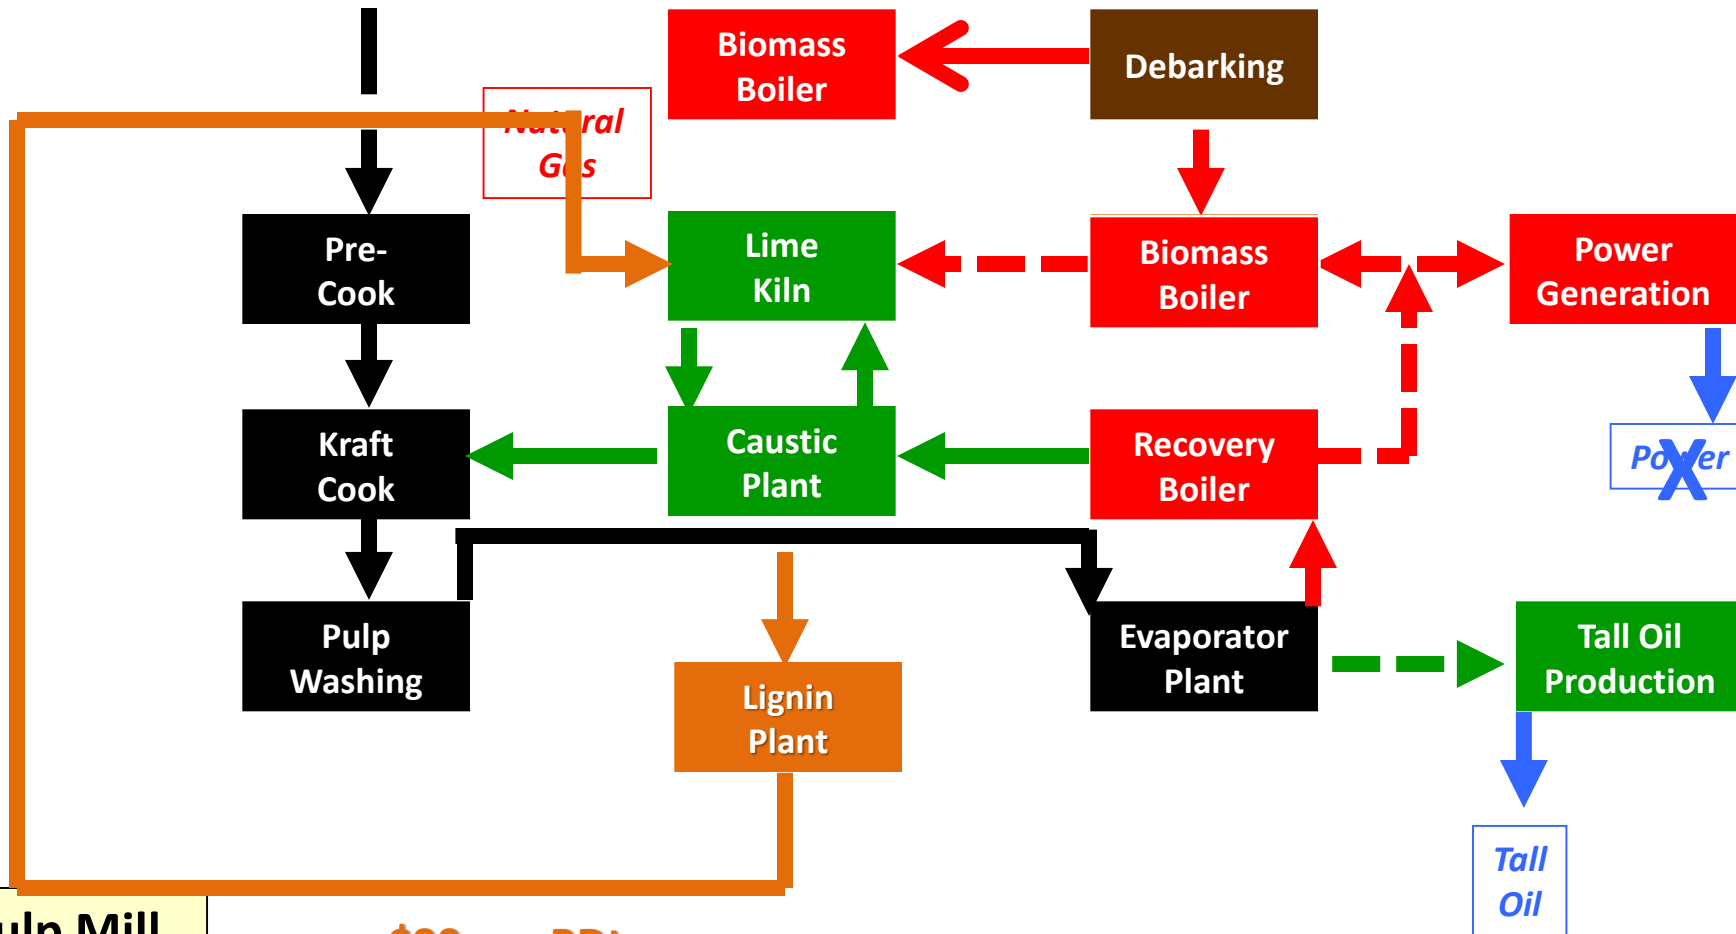 Biomass
Boiler
Debarking
Natural
Gas
Pre-
Cook
Lime
Kiln
Biomass
Boiler
Power
Generation
Kraft
Cook
Caustic
Plant
Recovery
Boiler
Power
X
Pulp
Washing
Lignin
Plant
Evaporator
Plant
Tall Oil
Production
Tall
Oil
Mill